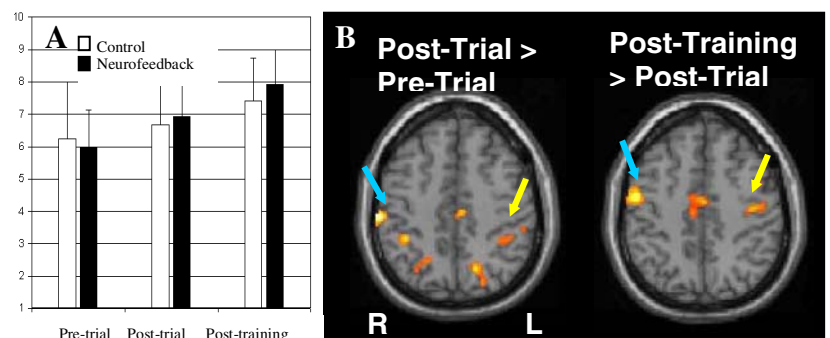 10
9
8
7
6
5
4
3
2
1
A
Control
Neurofeedback
Pre-trial Post-trial Post-training
B
Post-Trial >
Pre-Trial
Post-Training
> Post-Trial
R
L